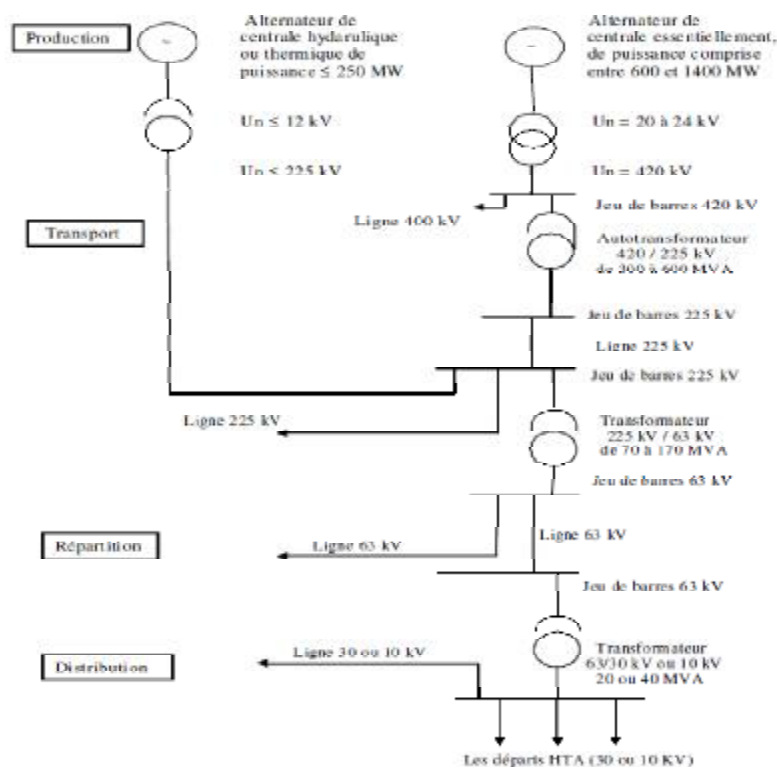 Production
Alternateur de
centrale hydarulique
ou thermique de
puissance ≤ 250 MW
Alternateur de
centrale essentiellement,
de puissance comprise
entre 600 et 1400 MW
~
~
Un ≤ 12 kV
Un = 20 à 24 kV
Un ≤ 225 kV
Un = 420 kV
Transport
Ligne 400 kV
Jeu de barres 420 kV
Autotransformateur
420 / 225 kV
de 300 à 600 MVA
Jeu de barres 225 kV
Ligne 225 kV
Jeu de barres 225 kV
Ligne 225 kV
Transformateur
225 kV / 63 kV
de 70 à 170 MVA
Jeu de barres 63 kV
Répartition
Ligne 63 kV
Ligne 63 kV
Jeu de barres 63 kV
Distribution
Ligne 30 ou 10 kV
Transformateur
63/30 kV ou 10 kV
20 ou 40 MVA
Les départs HTA (30 ou 10 KV)